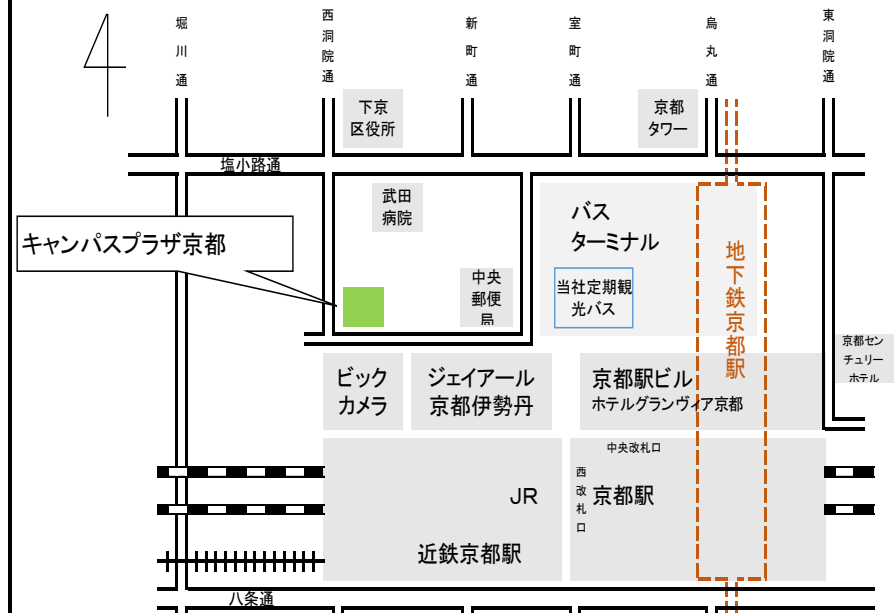 堀川通
西洞院通
新町通
室町通
烏丸通
東洞院通
下京
区役所
京都
タワー
塩小路通
武田
病院
バス
ターミナル
キャンパスプラザ京都
中央
郵便
局
当社定期観
光バス
地下鉄京都駅
京都セン
チュリー
ホテル
ビック
カメラ
ジェイアール
京都伊勢丹
京都駅ビル
ホテルグランヴィア京都
中央改札口
西改札口
JR
京都駅
近鉄京都駅
八条通